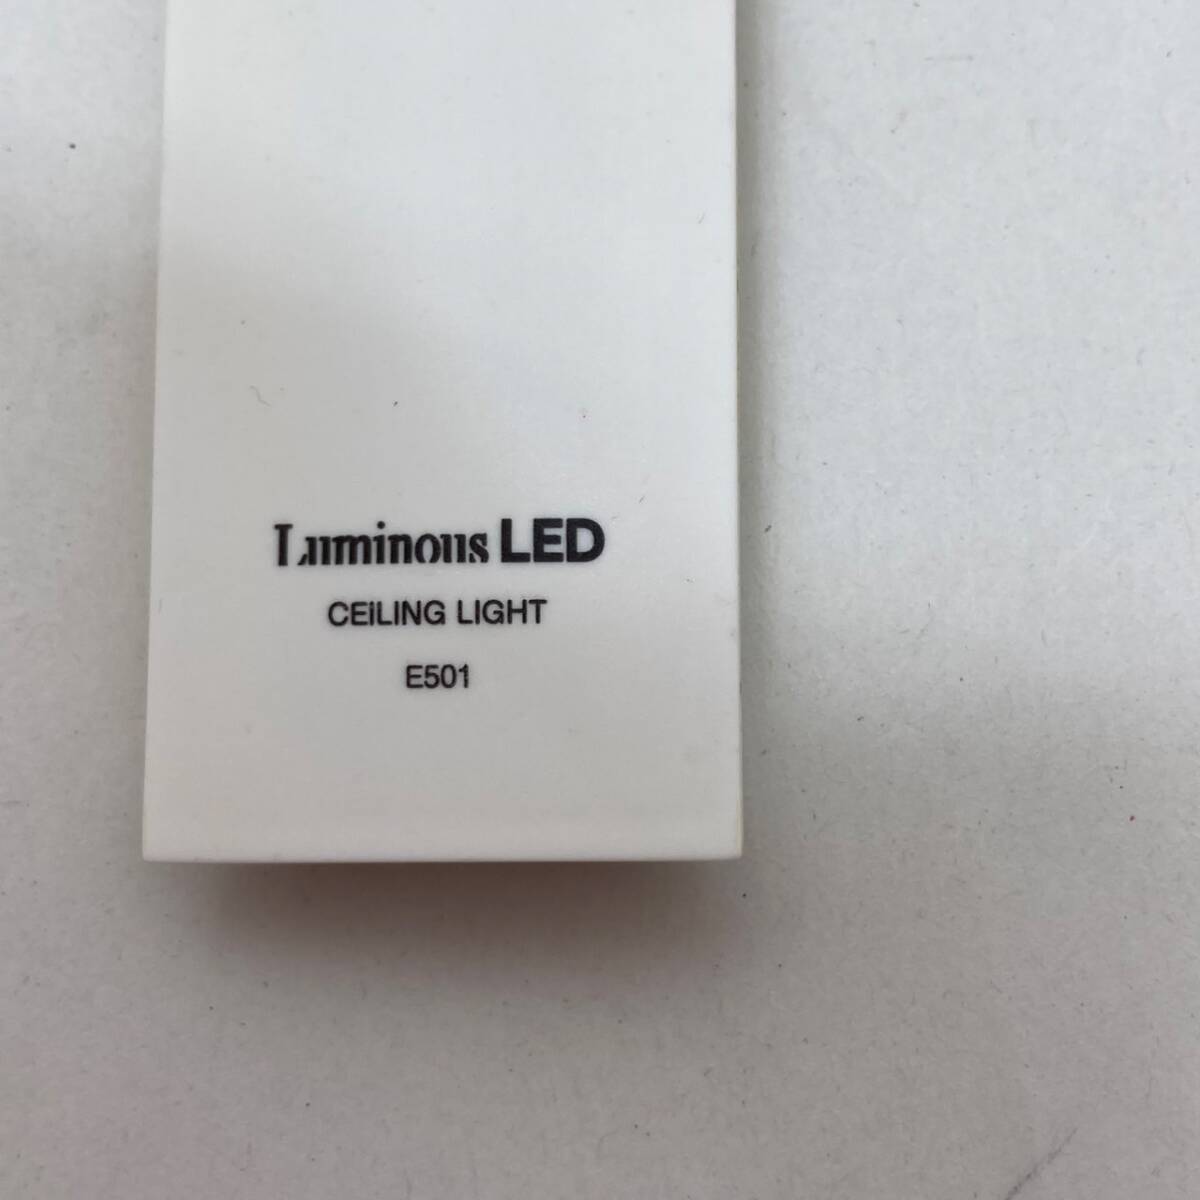 Luminous LED
CEILING LIGHT
E501